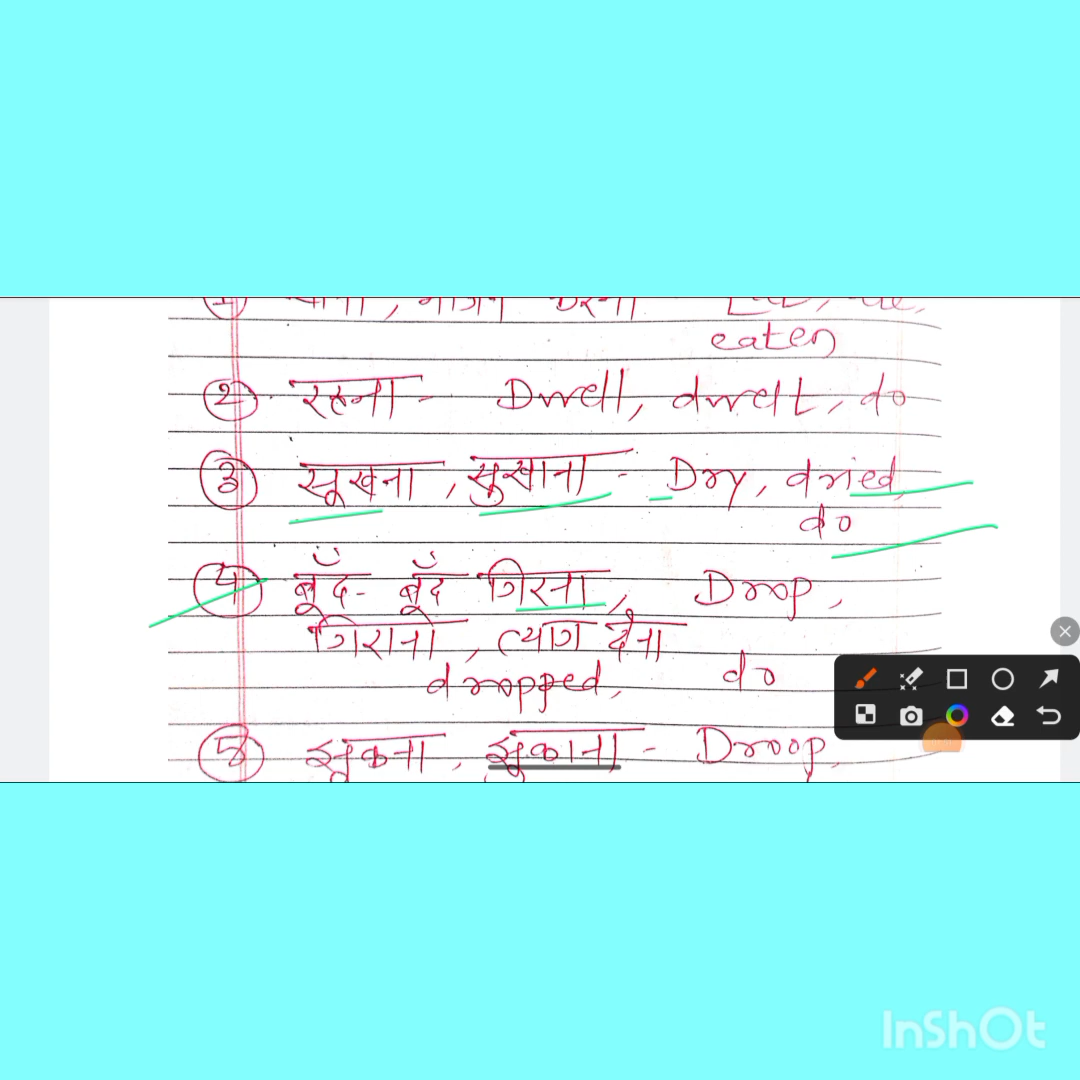 eaten
② रहना - Dwell, dwelt, do
③ सूखना, सुखाना - Dry, dried,
do
④ बूँद - बूँद गिरना, Drop,
गिराना, त्याग देना
dropped, do
⑤ झूकना, झूकाना - Droop,
InShOt